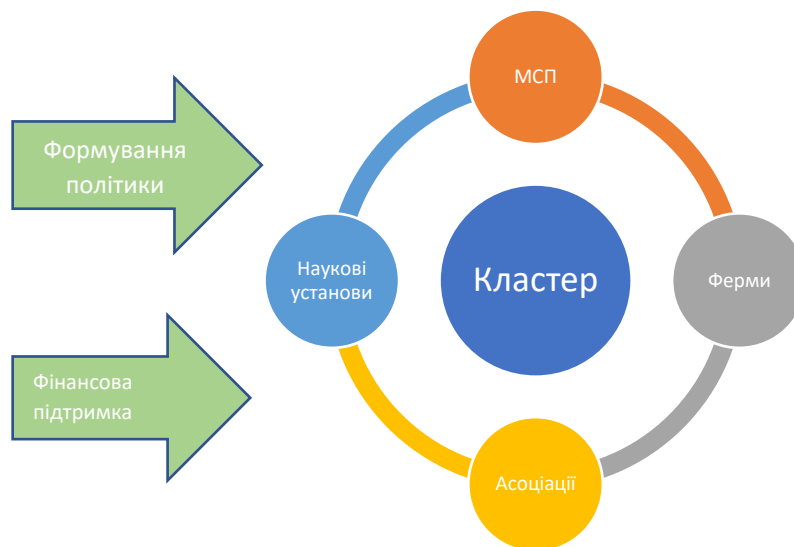 МСП
Формування
політики
Наукові
установи
Кластер
Ферми
Фінансова
підтримка
Асоціації